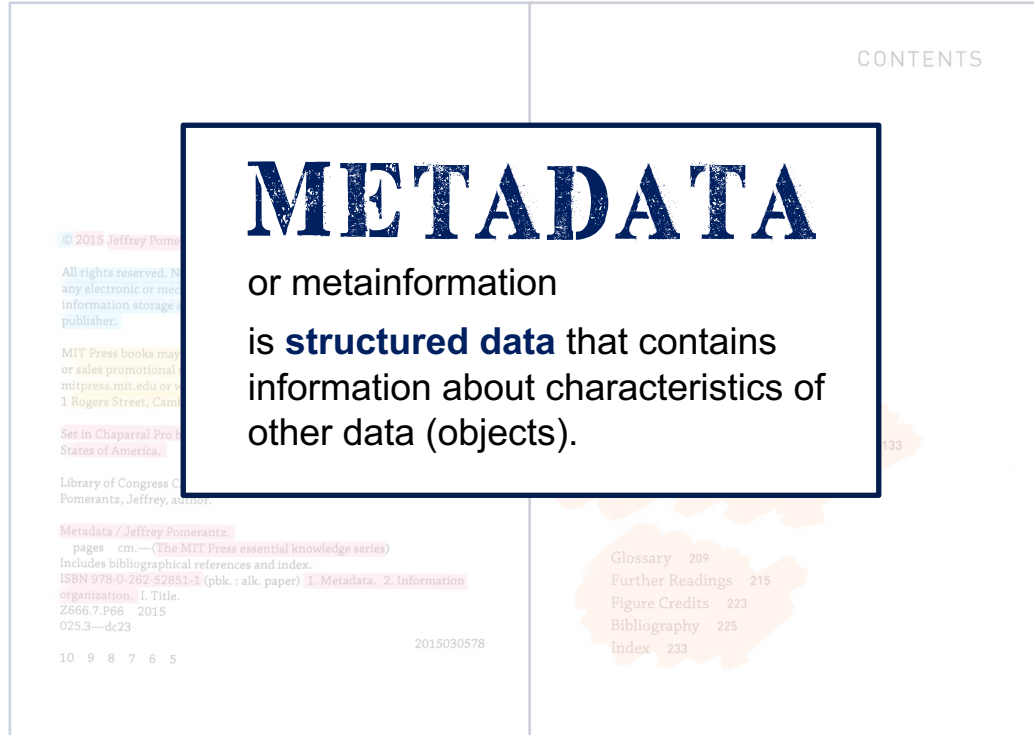 CONTENTS
METADATA
or metainformation
is structured data that contains
information about characteristics of
other data (objects).
© 2015 Jeffrey
All rights reserved.
any electronic or
information storage
publisher.
MIT Press books may
or sales promotional
mitpress.mit.edu or
1 Rogers Street,
Set in Chaparral Pro
States of America.
Library of Congress
Pomerantz, Jeffrey, author.
Metadata / Jeffrey Pomerantz.
pages cm.—(The MIT Press essential knowledge series)
Includes bibliographical references and index.
ISBN 978-0-262-52851-1 (pbk. : alk. paper) 1. Metadata. 2. Information
organization. I. Title.
Z666.7.P66 2015
025.3—dc23
2015030578
10 9 8 7 6 5
133
Glossary 209
Further Readings 215
Figure Credits 223
Bibliography 225
Index 233